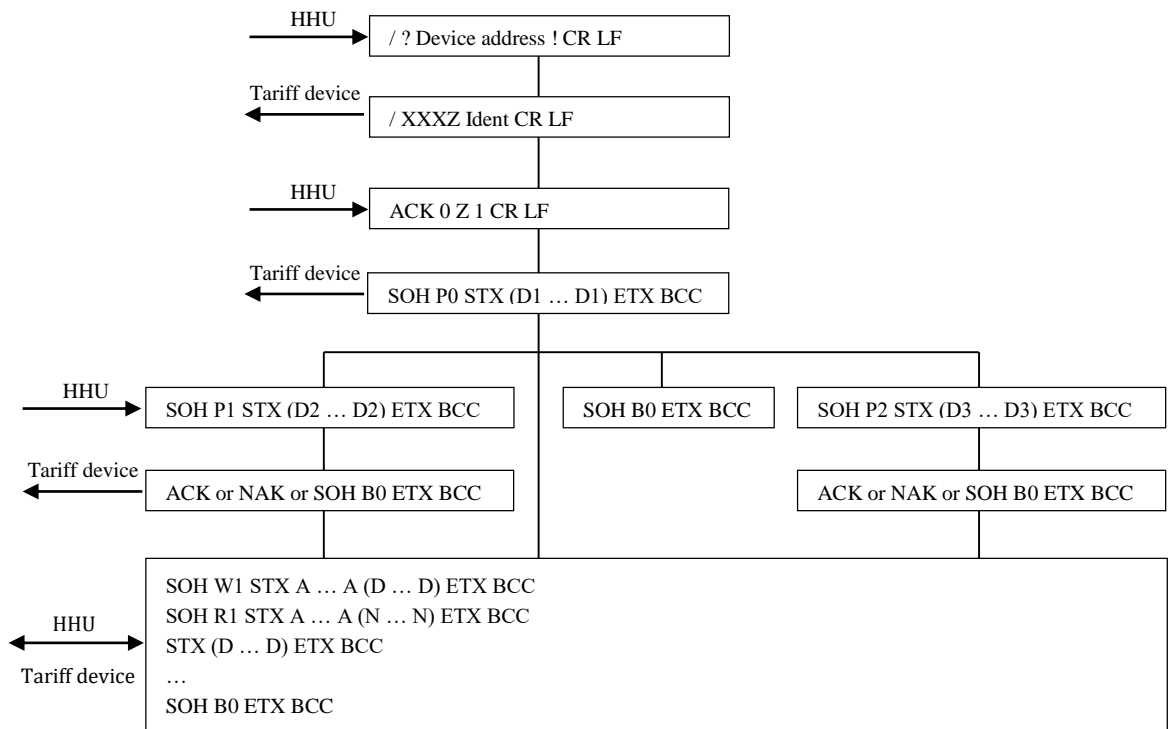 HHU
/ ? Device address ! CR LF
Tariff device
/ XXXZ Ident CR LF
HHU
ACK 0 Z 1 CR LF
Tariff device
SOH P0 STX (D1 … D1) ETX BCC
HHU
SOH P1 STX (D2 … D2) ETX BCC
SOH B0 ETX BCC
SOH P2 STX (D3 … D3) ETX BCC
Tariff device
ACK or NAK or SOH B0 ETX BCC
ACK or NAK or SOH B0 ETX BCC
HHU
Tariff device
SOH W1 STX A … A (D … D) ETX BCC
SOH R1 STX A … A (N … N) ETX BCC
STX (D … D) ETX BCC
…
SOH B0 ETX BCC